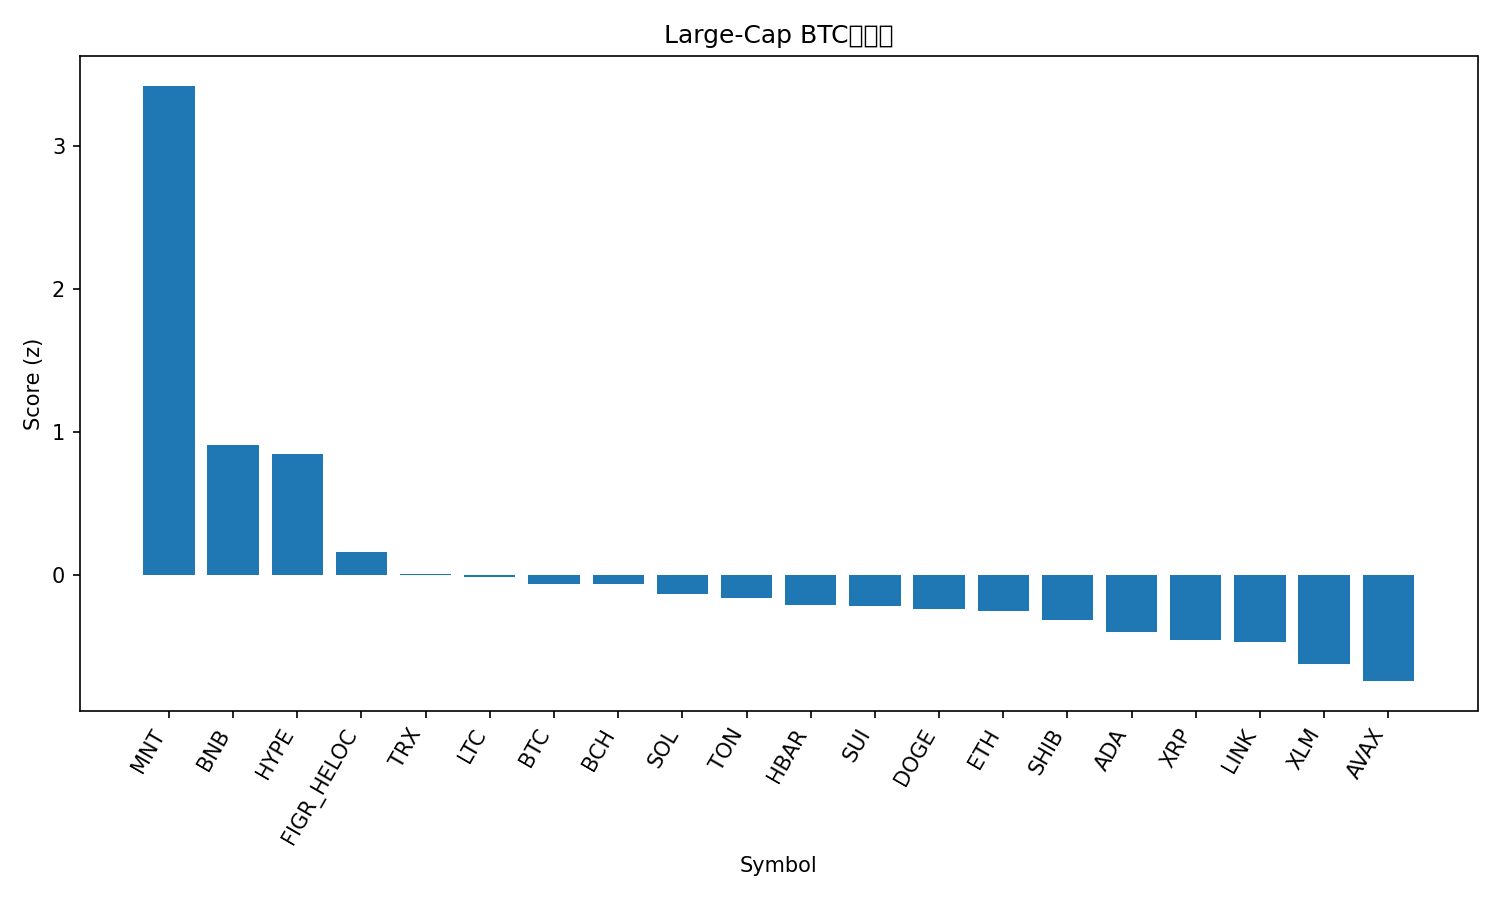 Large-Cap BTC
3
2
1
0
Score (z)
MNT
BNB
HYPE
FIGR_HELOC
TRX
LTC
BTC
BCH
SOL
TON
HBAR
SUI
DOGE
ETH
SHIB
ADA
XRP
LINK
XLM
AVAX
Symbol